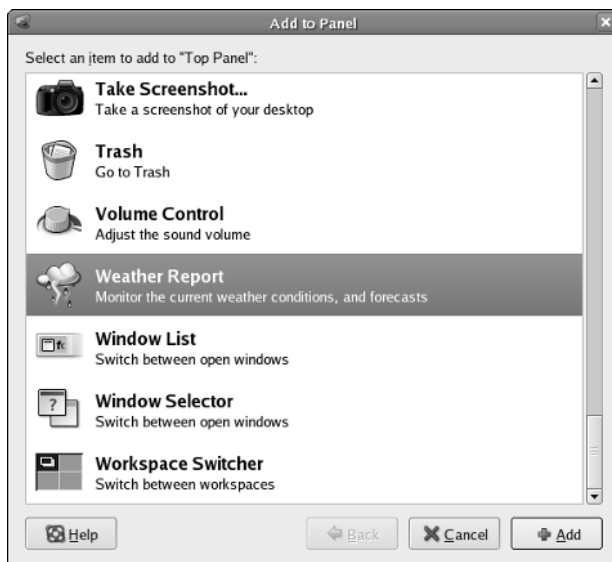 Add to Panel
Select an item to add to "Top Panel":
Take Screenshot...
Take a screenshot of your desktop
Trash
Go to Trash
Volume Control
Adjust the sound volume
Weather Report
Monitor the current weather conditions, and forecasts
Window List
Switch between open windows
Window Selector
Switch between open windows
Workspace Switcher
Switch between workspaces
Help Back Cancel Add